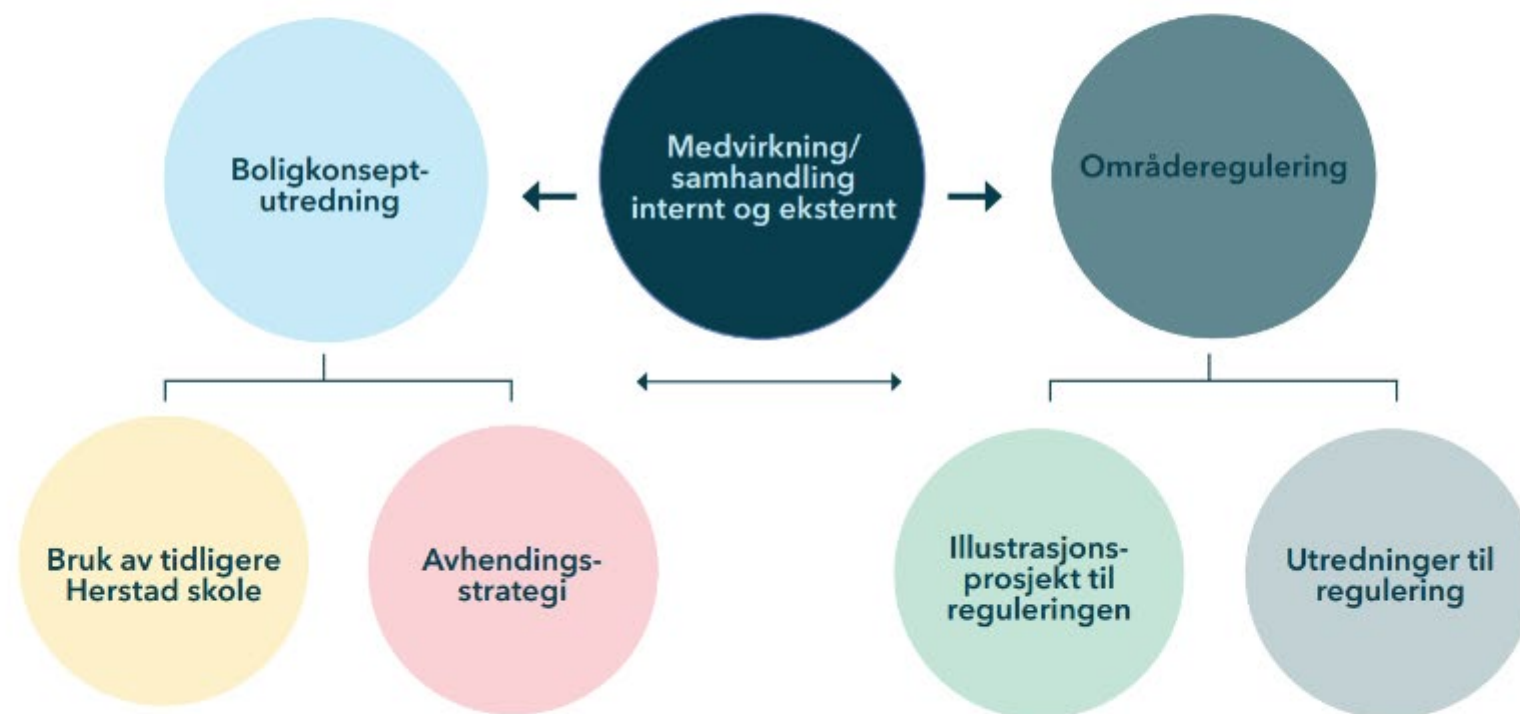 Boligkonsept-
utredning
Medvirkning/
samhandling
internt og eksternt
Områderegulering
Bruk av tidligere
Herstad skole
Avhendings-
strategi
Illustrasjons-
prosjekt til
reguleringen
Utredninger til
regulering